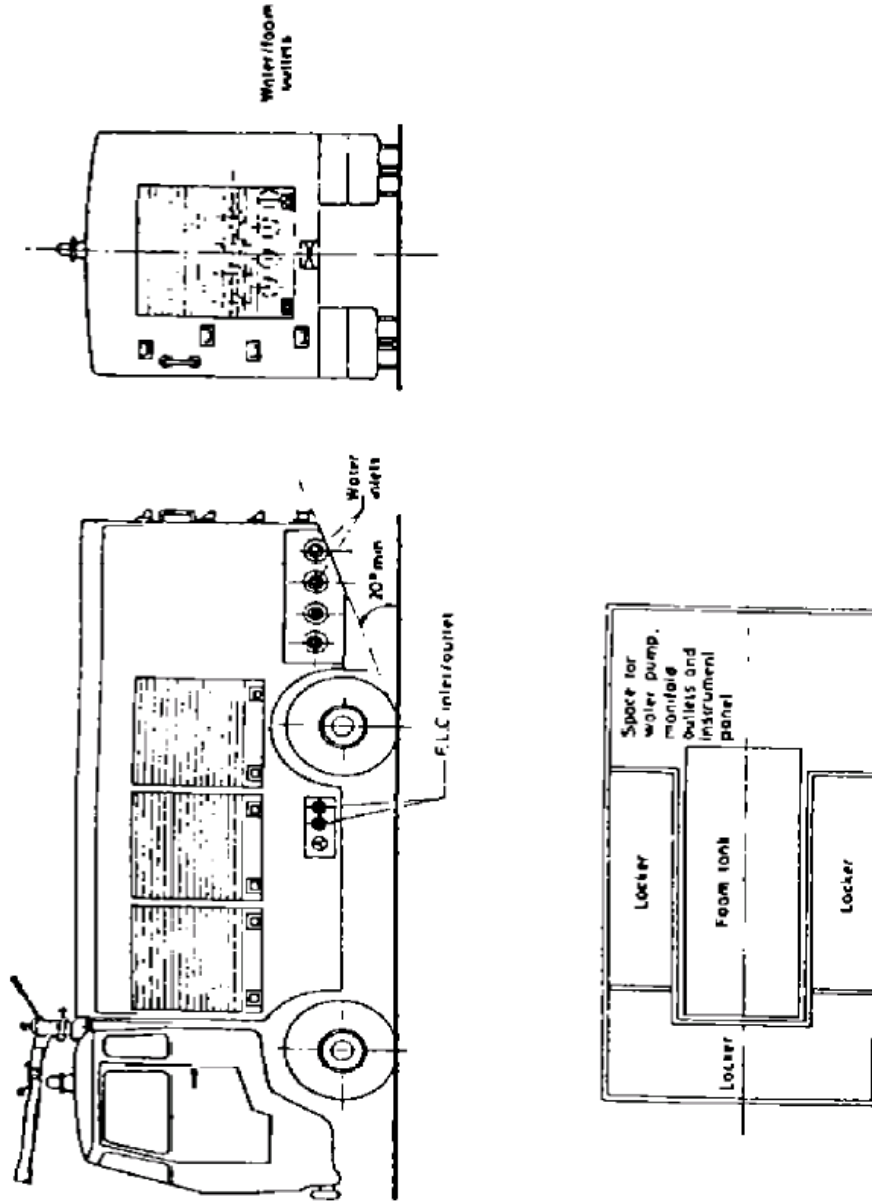 Water/foam
outlets
Water
inlets
20° min
F.L.C inlet/outlet
Space for
water pump,
manifold
outlets and
instrument
panel
Locker
Foam tank
Locker
Locker